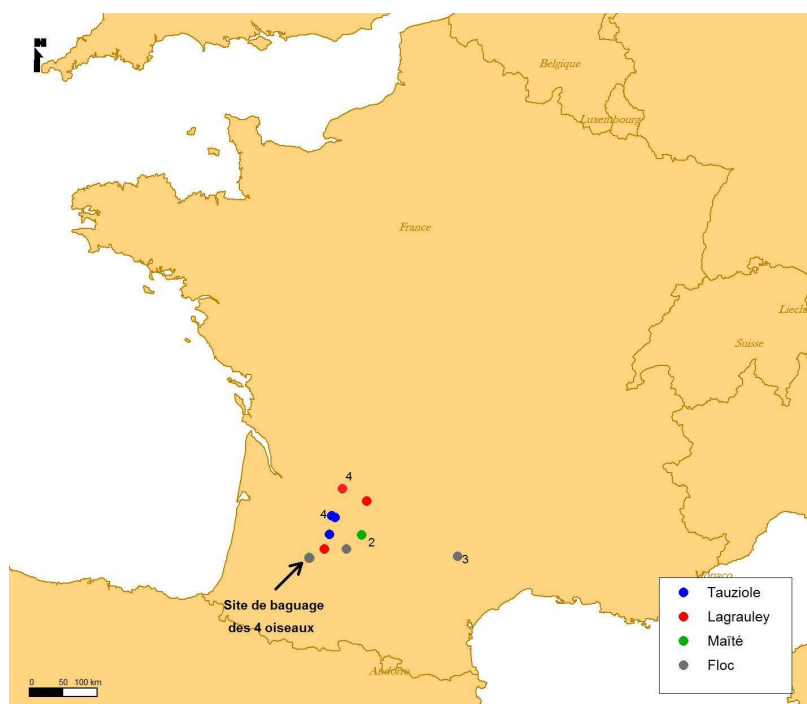 N
Belgique
Luxembourg
France
Liech
Suisse
4
4
2
3
Monaco
Site de baguage
des 4 oiseaux
Andorre
Tauziole
Lagrauley
Maïté
Floc
0 50 100 km